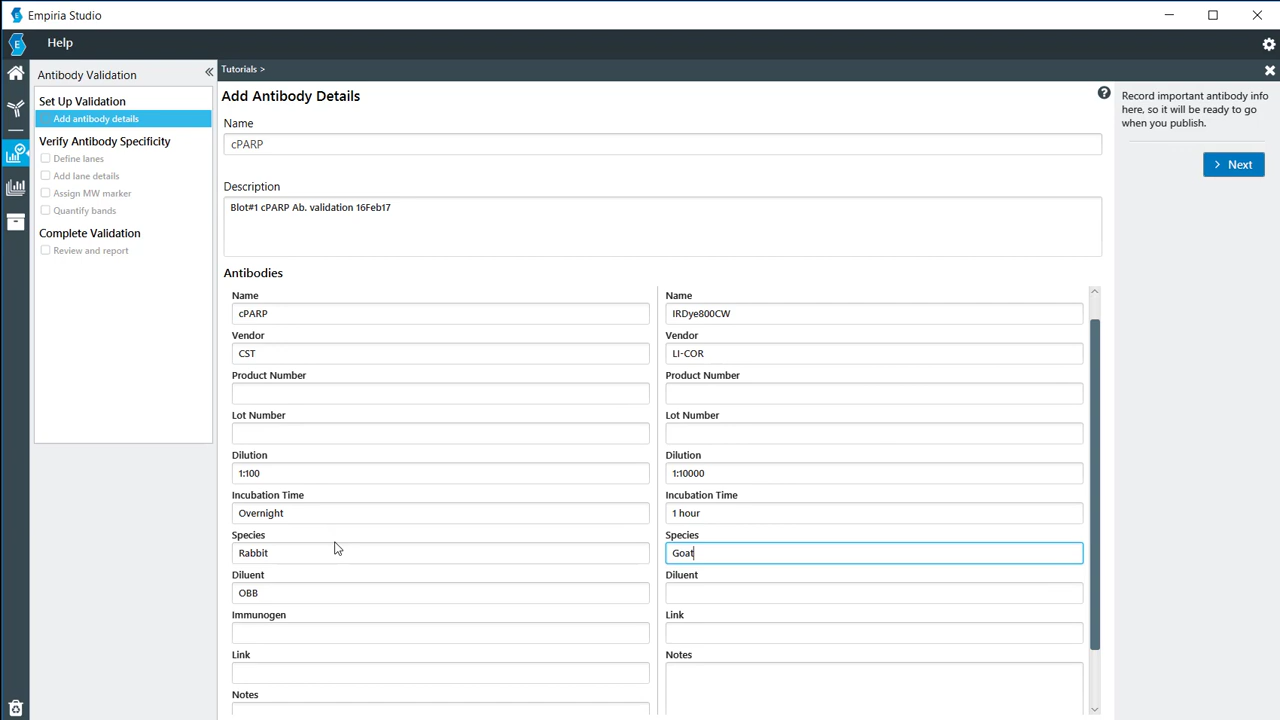 Empiria Studio
Help
Antibody Validation
Set Up Validation
Add antibody details
Verify Antibody Specificity
Define lanes
Add lane details
Assign MW marker
Quantify bands
Complete Validation
Review and report
Tutorials >
Add Antibody Details
Name
cPARP
Description
Blot#1 cPARP Ab. validation 16Feb17
Antibodies
Name
cPARP
Vendor
CST
Product Number
Lot Number
Dilution
1:100
Incubation Time
Overnight
Species
Rabbit
Diluent
OBB
Immunogen
Link
Notes
Name
IRDye800CW
Vendor
LI-COR
Product Number
Lot Number
Dilution
1:10000
Incubation Time
1 hour
Species
Goat
Diluent
Link
Notes
Record important antibody info
here, so it will be ready to go
when you publish.
Next